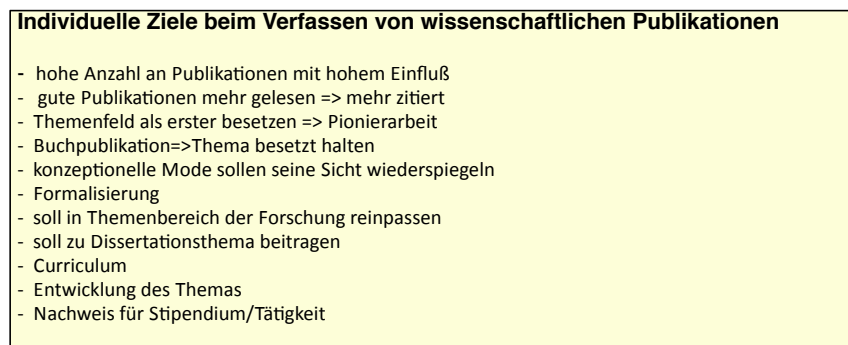 Individuelle Ziele beim Verfassen von wissenschaftlichen Publikationen
- hohe Anzahl an Publikationen mit hohem Einfluß
- gute Publikationen mehr gelesen => mehr zitiert
- Themenfeld als erster besetzen => Pionierarbeit
- Buchpublikation=>Thema besetzt halten
- konzeptionelle Mode sollen seine Sicht wiederspiegeln
- Formalisierung
- soll in Themenbereich der Forschung reinpassen
- soll zu Dissertationsthema beitragen
- Curriculum
- Entwicklung des Themas
- Nachweis für Stipendium/Tätigkeit